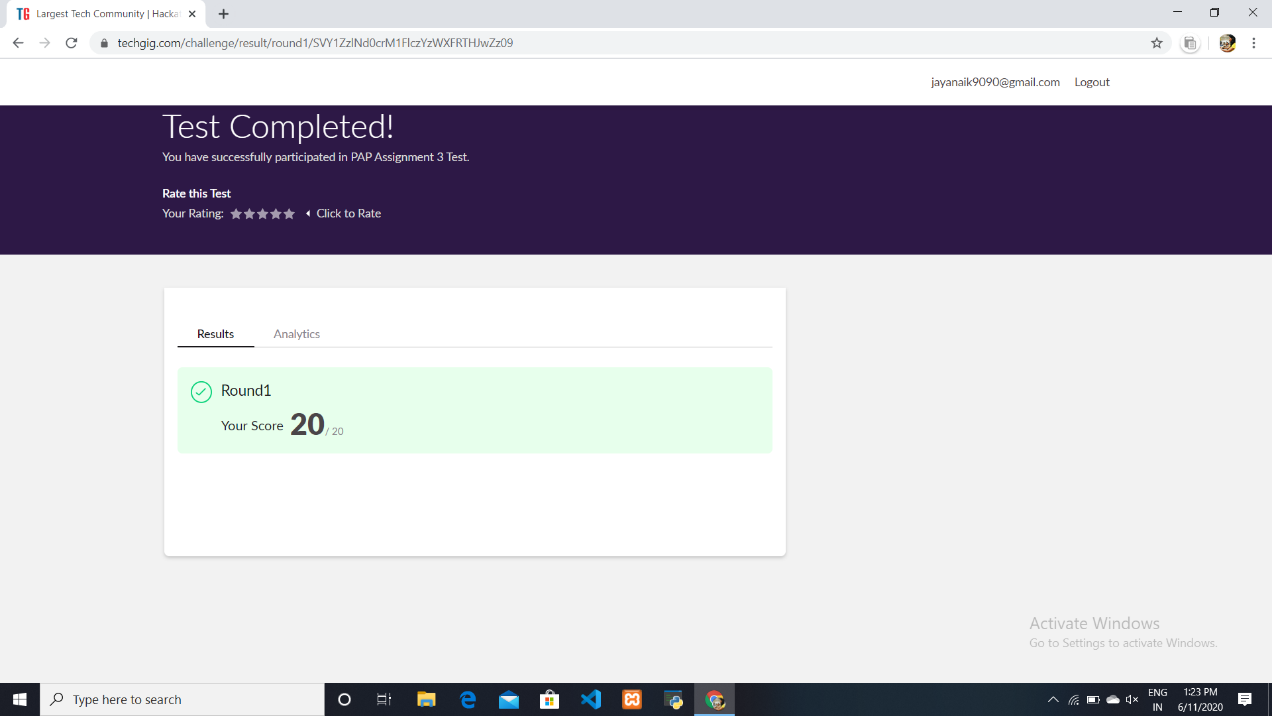 TG Largest Tech Community | Hacka
techgig.com/challenge/result/round1/SVY1ZzlNd0crM1FlczYzWXFRTHJwZz09
jayanaik9090@gmail.com Logout
Test Completed!
You have successfully participated in PAP Assignment 3 Test.
Rate this Test
Your Rating: Click to Rate
Results Analytics
Round1
Your Score 20 / 20
Activate Windows
Go to Settings to activate Windows.
Type here to search
ENG 1:23 PM
IN 6/11/2020